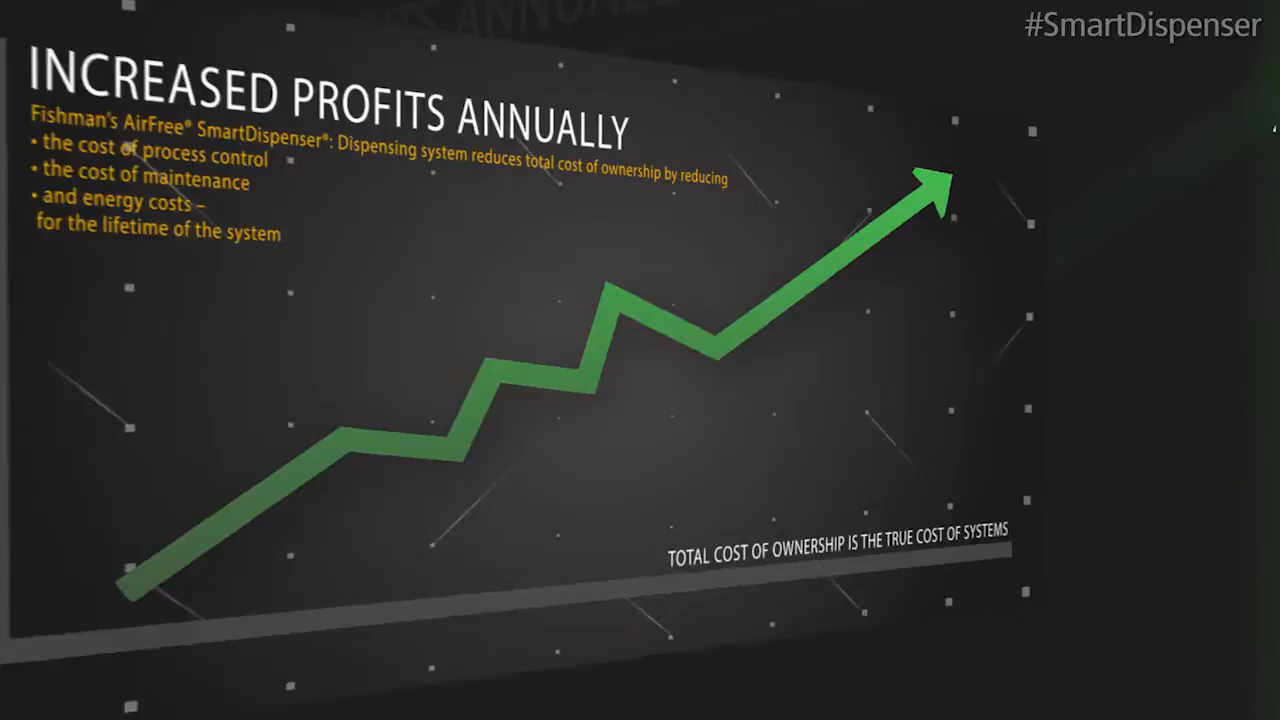 #SmartDispenser
INCREASED PROFITS ANNUALLY
Fishman's AirFree® SmartDispenser®: Dispensing system reduces total cost of ownership by reducing
• the cost of process control
• the cost of maintenance
• and energy costs –
for the lifetime of the system
TOTAL COST OF OWNERSHIP IS THE TRUE COST OF SYSTEMS